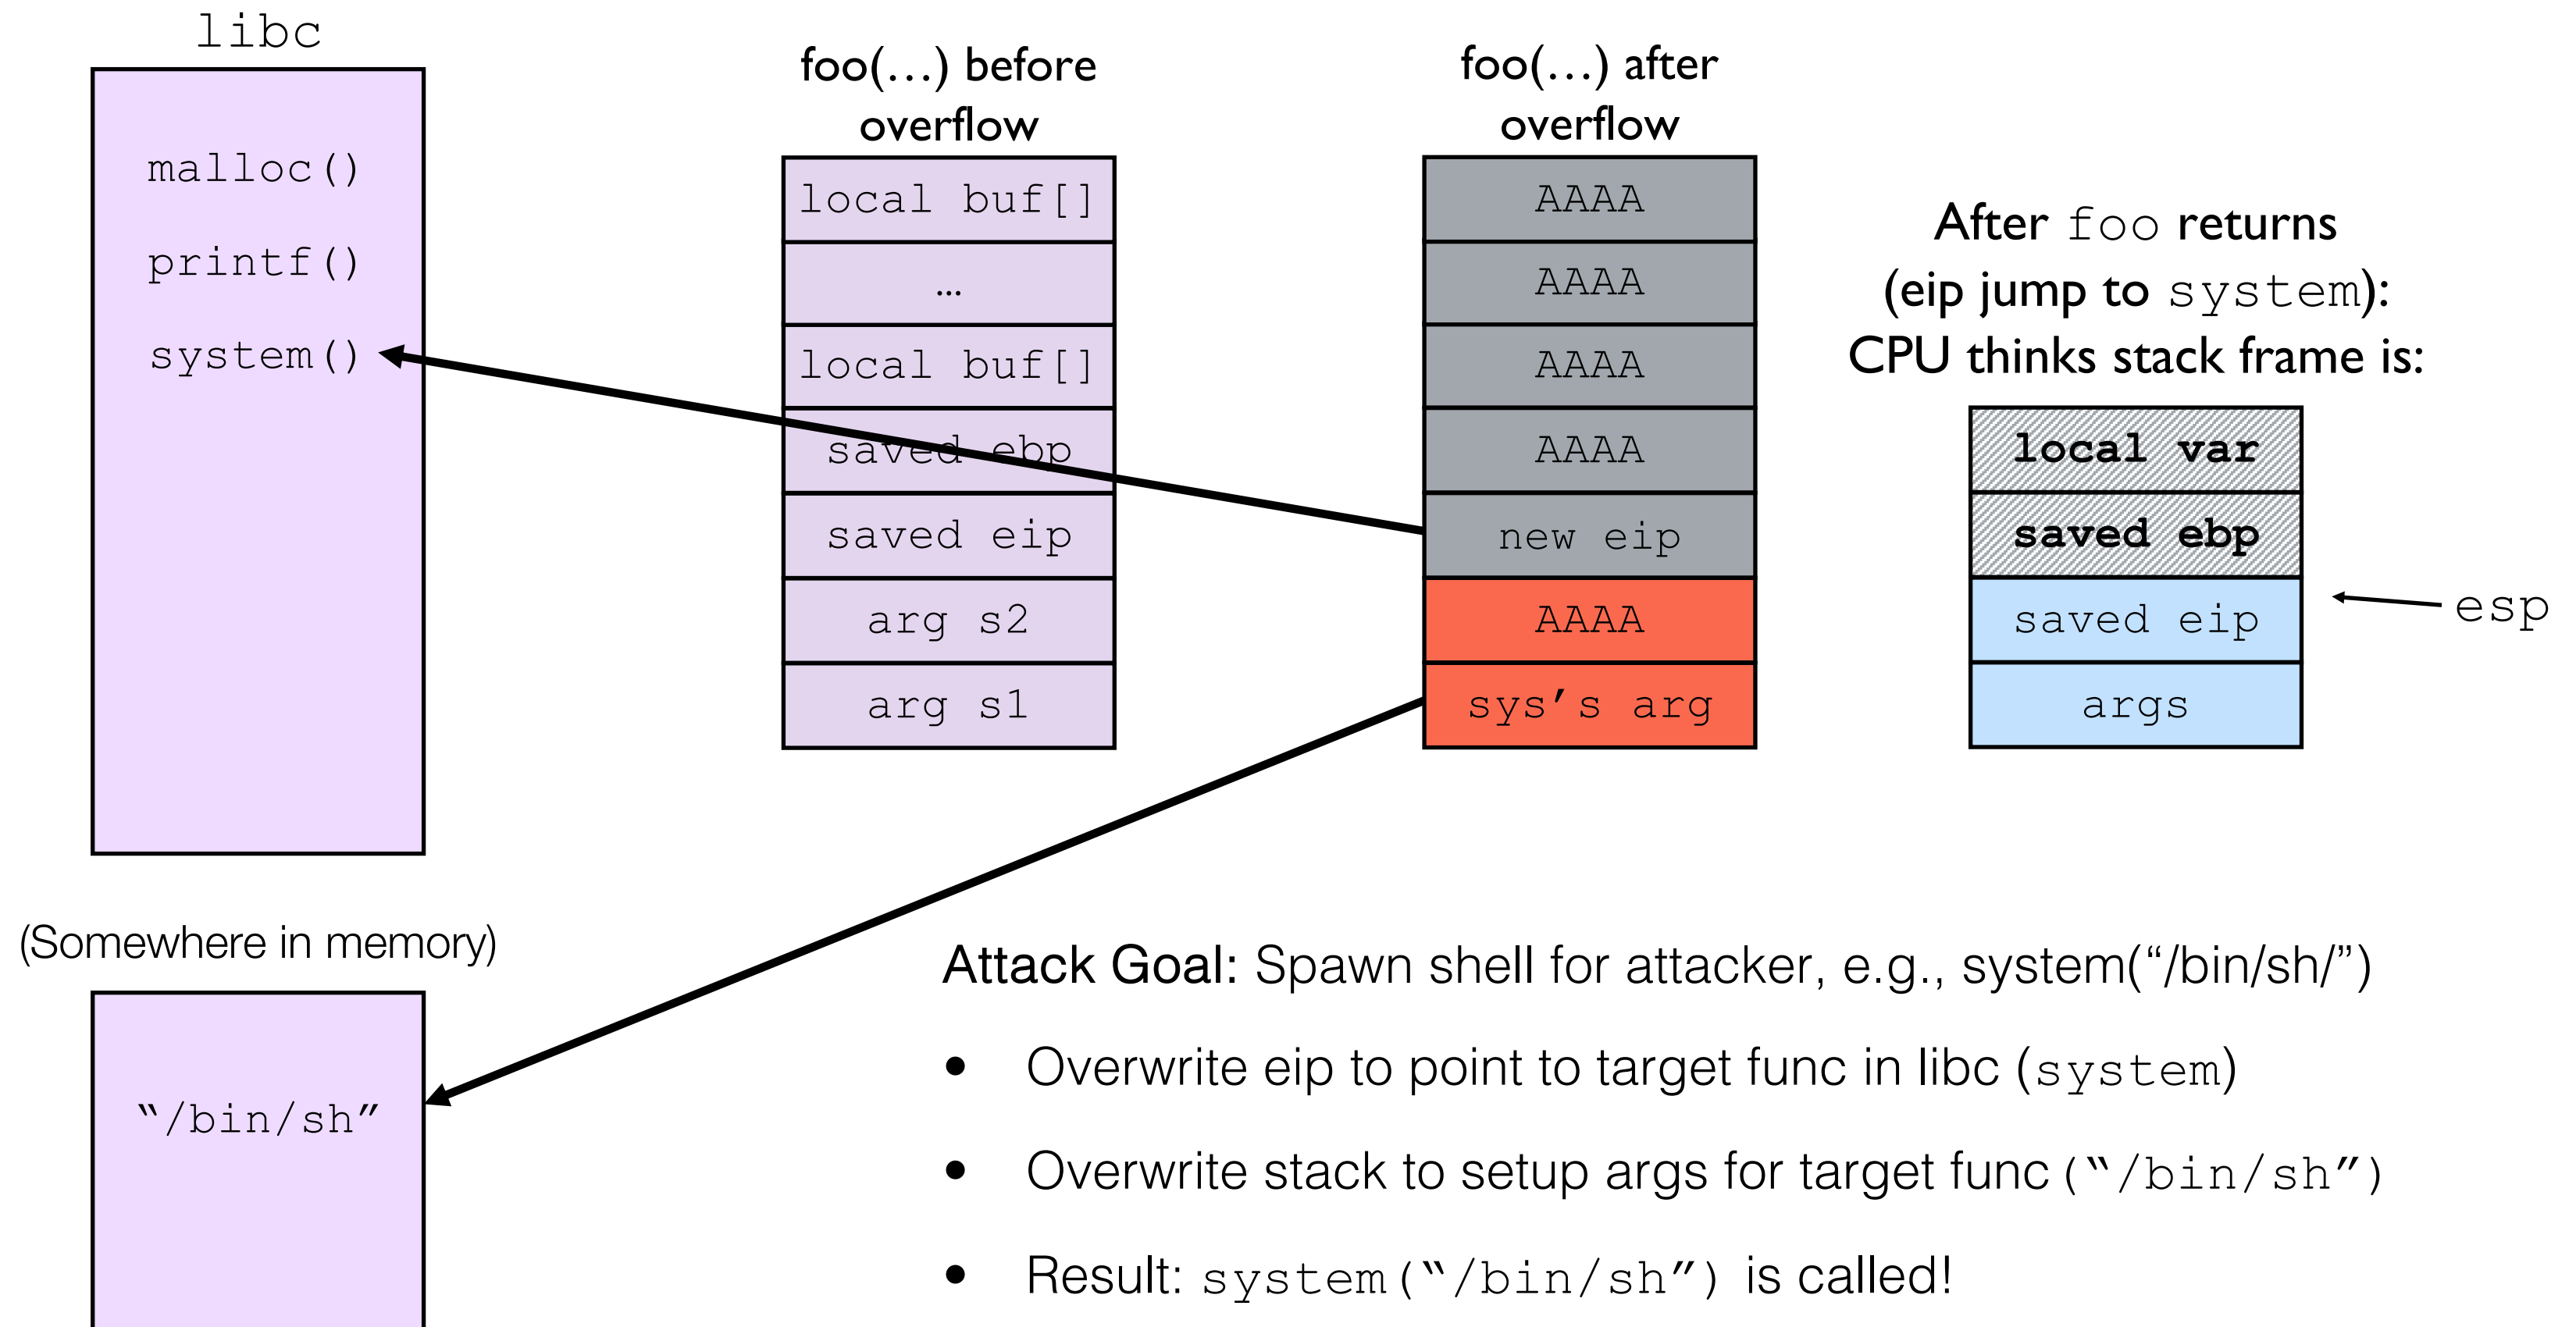 libc
malloc()
printf()
system()
(Somewhere in memory)
“/bin/sh”
foo(...) before
overflow
local buf[]
…
local buf[]
saved ebp
saved eip
arg s2
arg s1
foo(...) after
overflow
AAAA
AAAA
AAAA
AAAA
new eip
AAAA
sys’s arg
After foo returns
(eip jump to system):
CPU thinks stack frame is:
local var
saved ebp
saved eip
args
esp
Attack Goal: Spawn shell for attacker, e.g., system(“/bin/sh/”)
• Overwrite eip to point to target func in libc (system)
• Overwrite stack to setup args for target func (“/bin/sh”)
• Result: system(“/bin/sh”) is called!